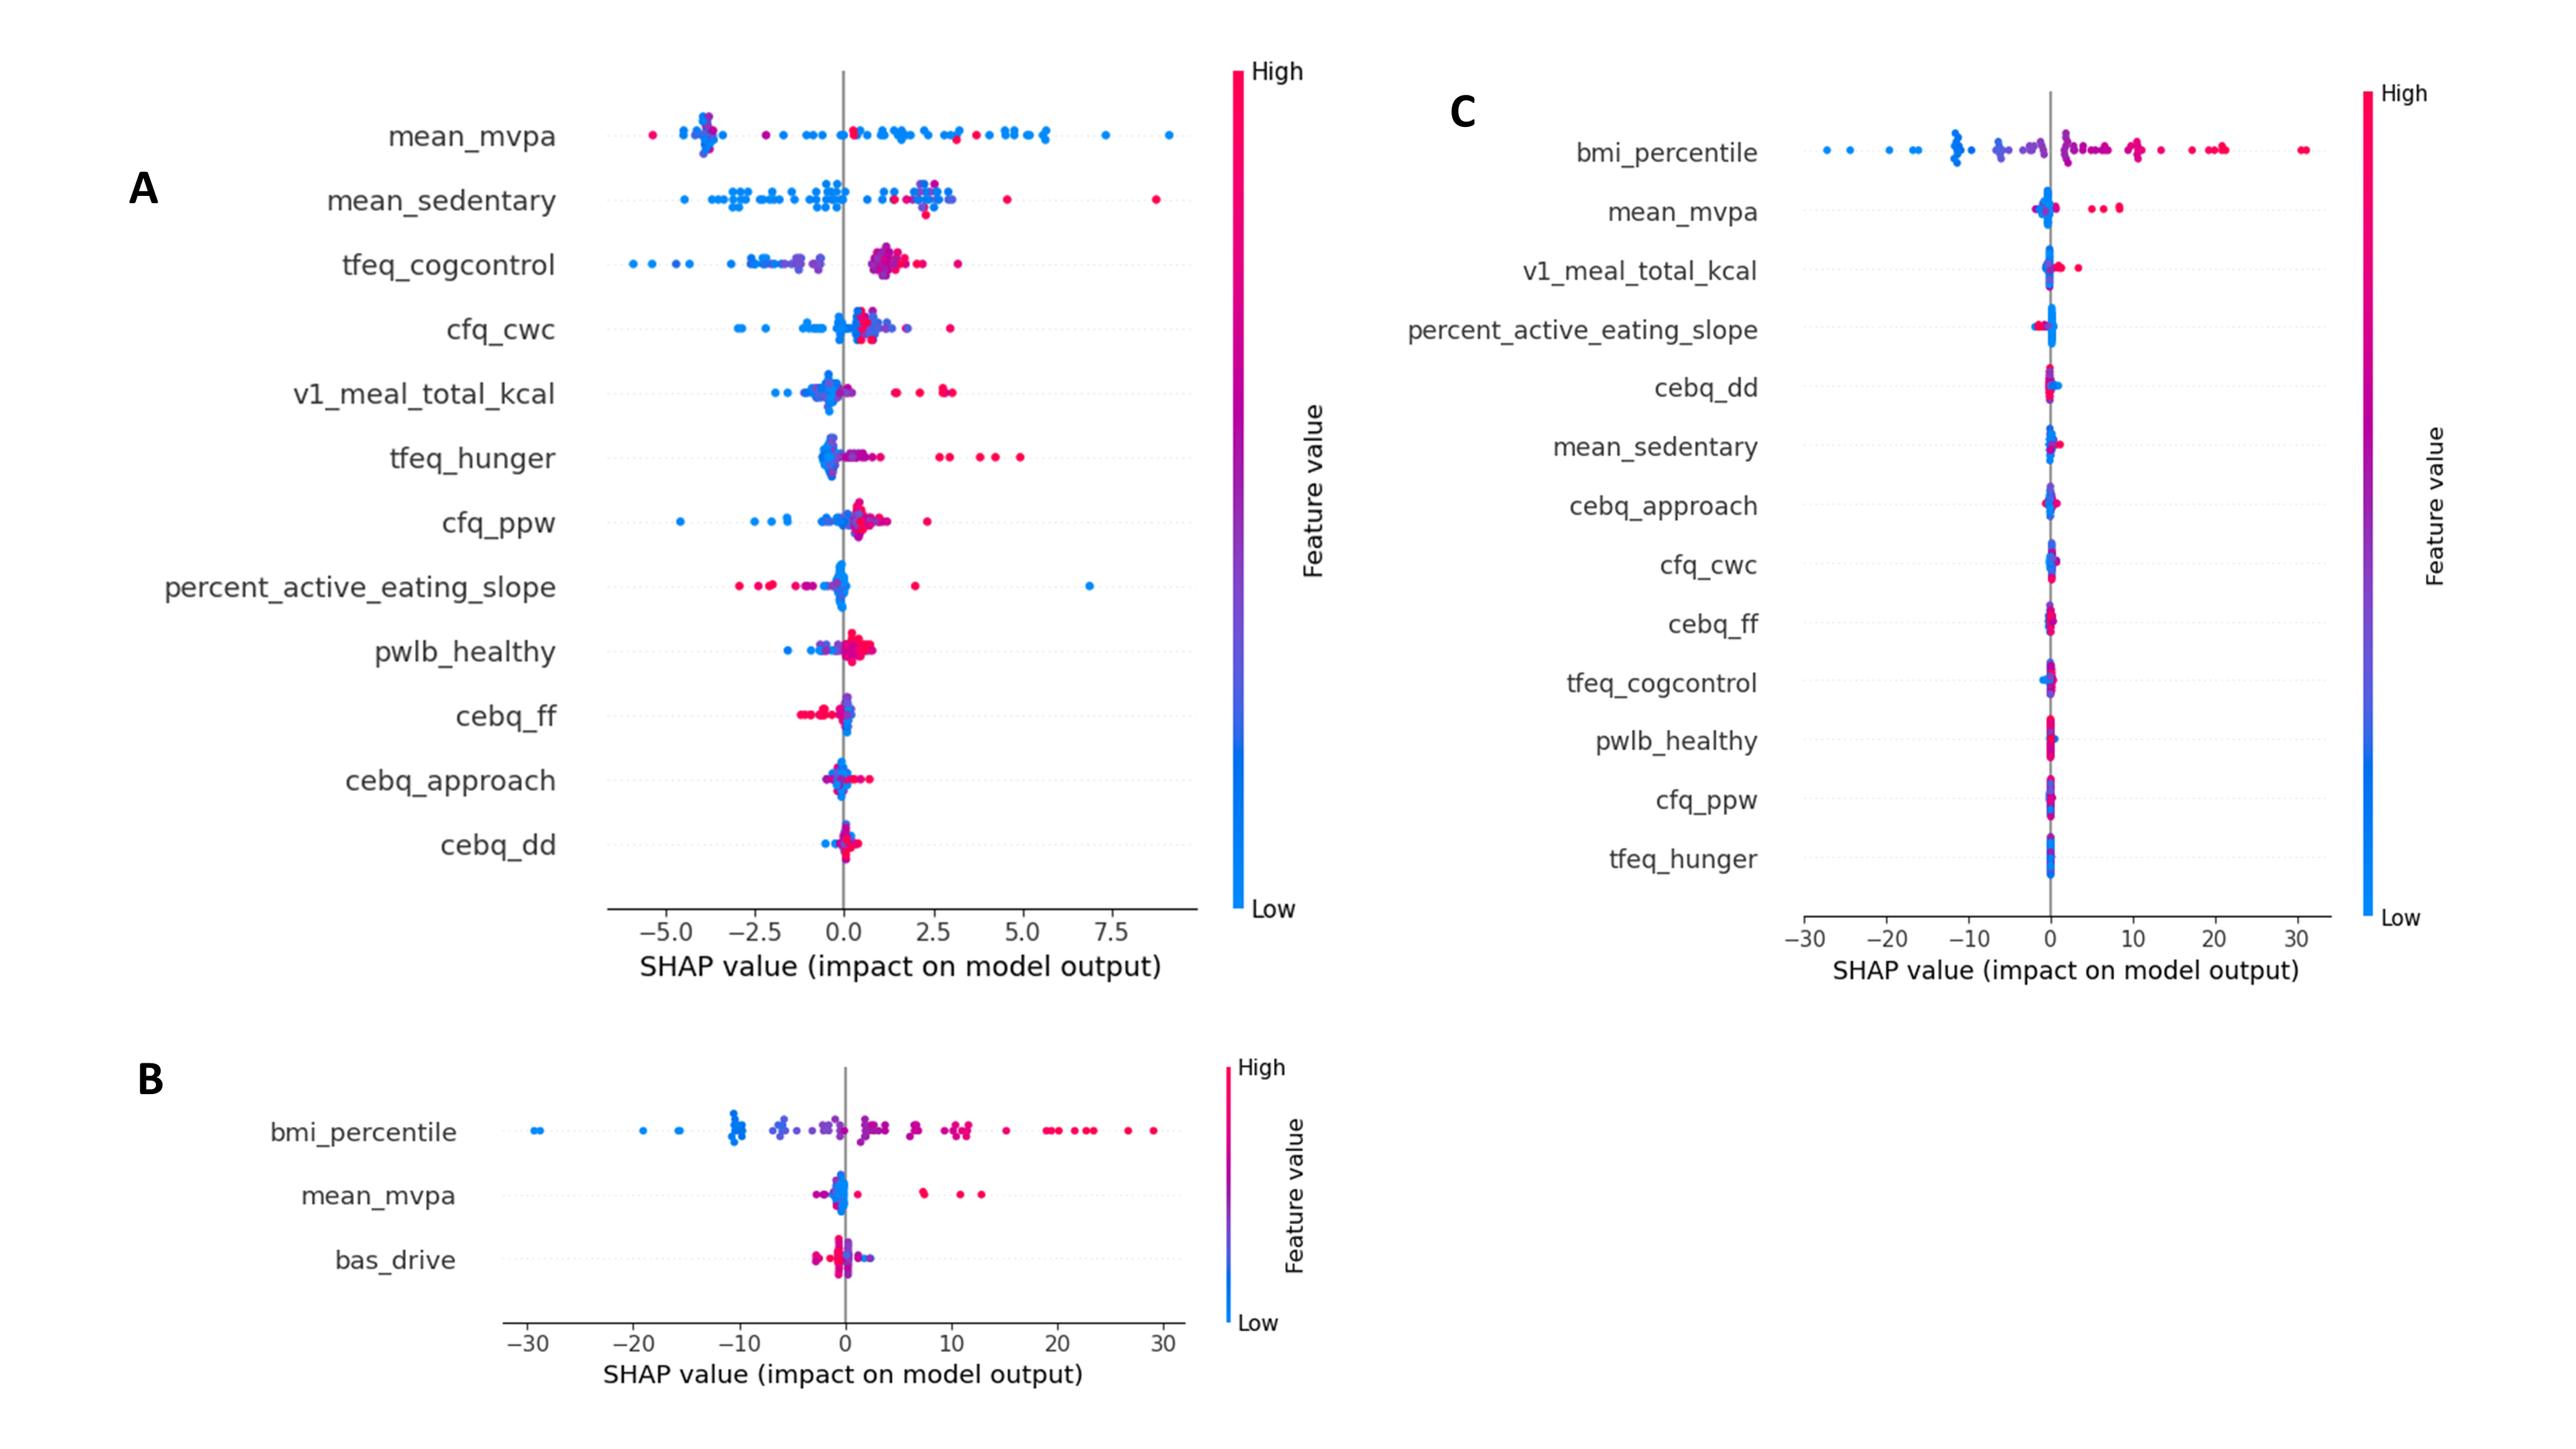 A
mean_mvpa
mean_sedentary
tfeq_cogcontrol
cfq_cwc
v1_meal_total_kcal
tfeq_hunger
cfq_ppw
percent_active_eating_slope
pwlb_healthy
cebq_ff
cebq_approach
cebq_dd
−5.0 −2.5 0.0 2.5 5.0 7.5
SHAP value (impact on model output)
High
Feature value
Low
B
bmi_percentile
mean_mvpa
bas_drive
−30 −20 −10 0 10 20 30
SHAP value (impact on model output)
High
Feature value
Low
C
bmi_percentile
mean_mvpa
v1_meal_total_kcal
percent_active_eating_slope
cebq_dd
mean_sedentary
cebq_approach
cfq_cwc
cebq_ff
tfeq_cogcontrol
pwlb_healthy
cfq_ppw
tfeq_hunger
−30 −20 −10 0 10 20 30
SHAP value (impact on model output)
High
Feature value
Low